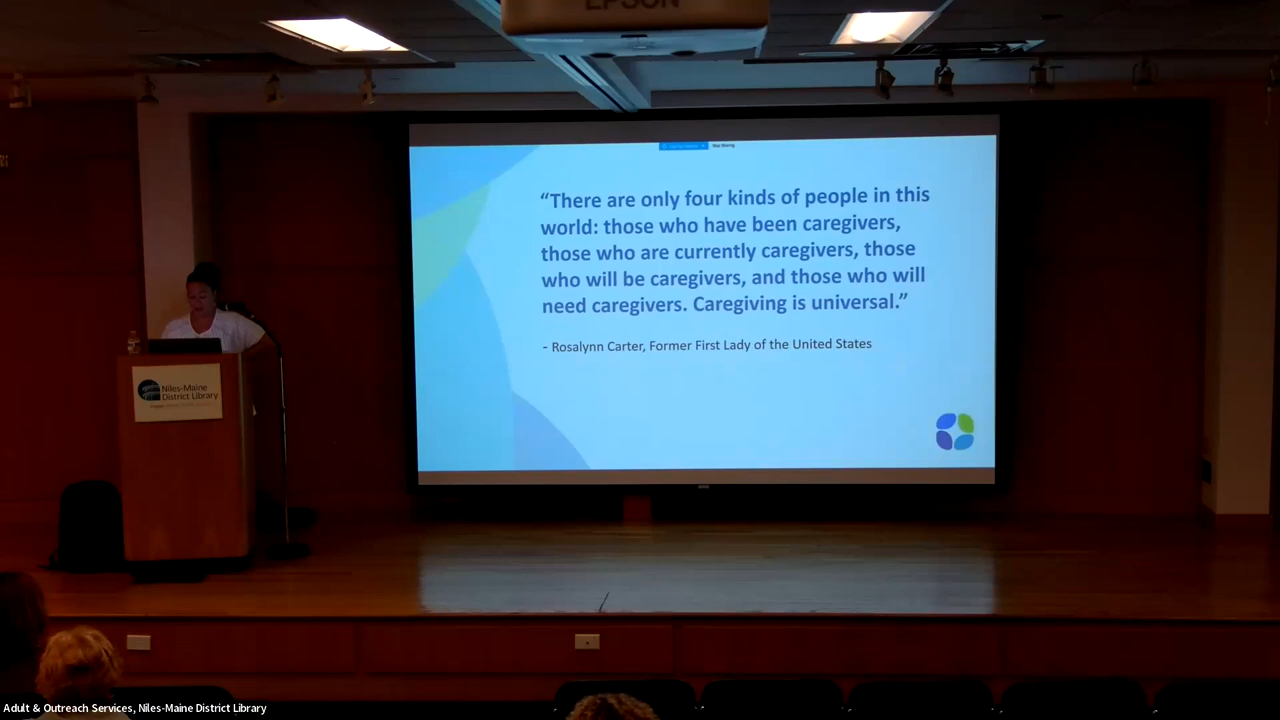 EPSON
“There are only four kinds of people in this
world: those who have been caregivers,
those who are currently caregivers, those
who will be caregivers, and those who will
need caregivers. Caregiving is universal.”
- Rosalynn Carter, Former First Lady of the United States
Niles-Maine
District Library
Adult & Outreach Services, Niles-Maine District Library